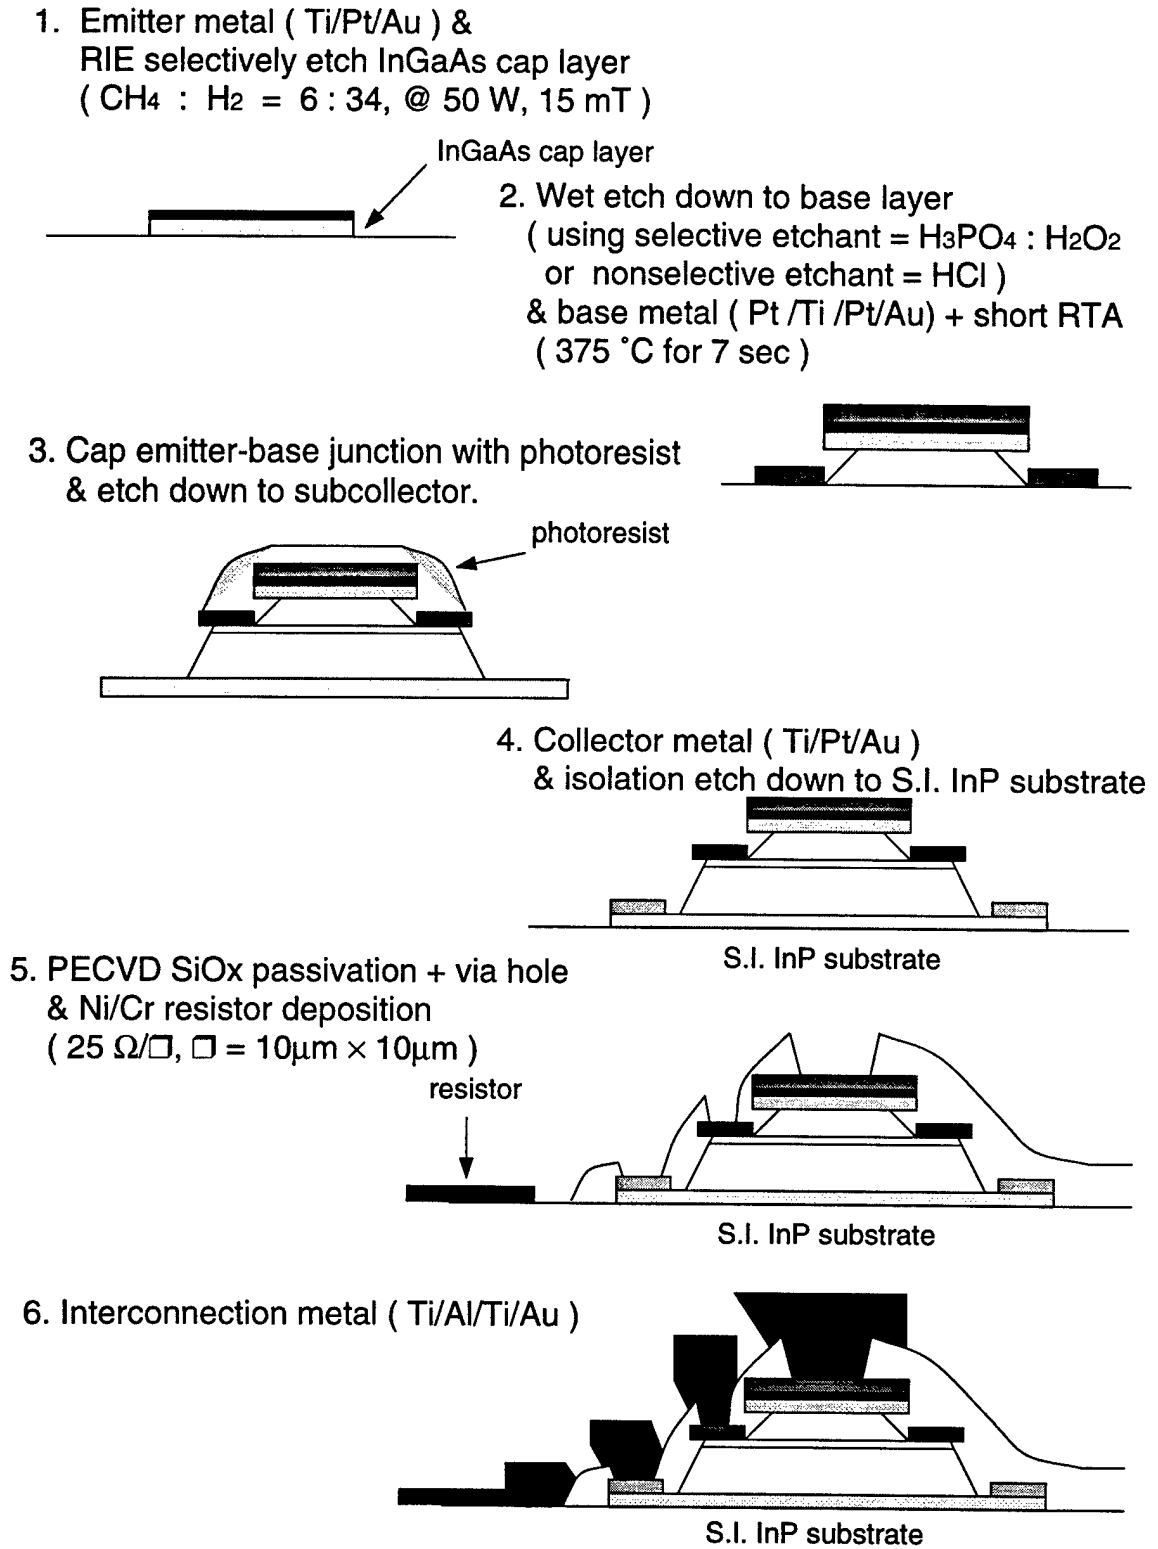 1. Emitter metal ( Ti/Pt/Au ) &
RIE selectively etch InGaAs cap layer
( CH4 : H2 = 6 : 34, @ 50 W, 15 mT )
InGaAs cap layer
2. Wet etch down to base layer
( using selective etchant = H3PO4 : H2O2
or nonselective etchant = HCl )
& base metal ( Pt /Ti /Pt/Au) + short RTA
( 375 °C for 7 sec )
3. Cap emitter-base junction with photoresist
& etch down to subcollector.
photoresist
4. Collector metal ( Ti/Pt/Au )
& isolation etch down to S.I. InP substrate
S.I. InP substrate
5. PECVD SiOx passivation + via hole
& Ni/Cr resistor deposition
( 25 Ω/❒, ❒ = 10µm × 10µm )
resistor
S.I. InP substrate
6. Interconnection metal ( Ti/Al/Ti/Au )
S.I. InP substrate